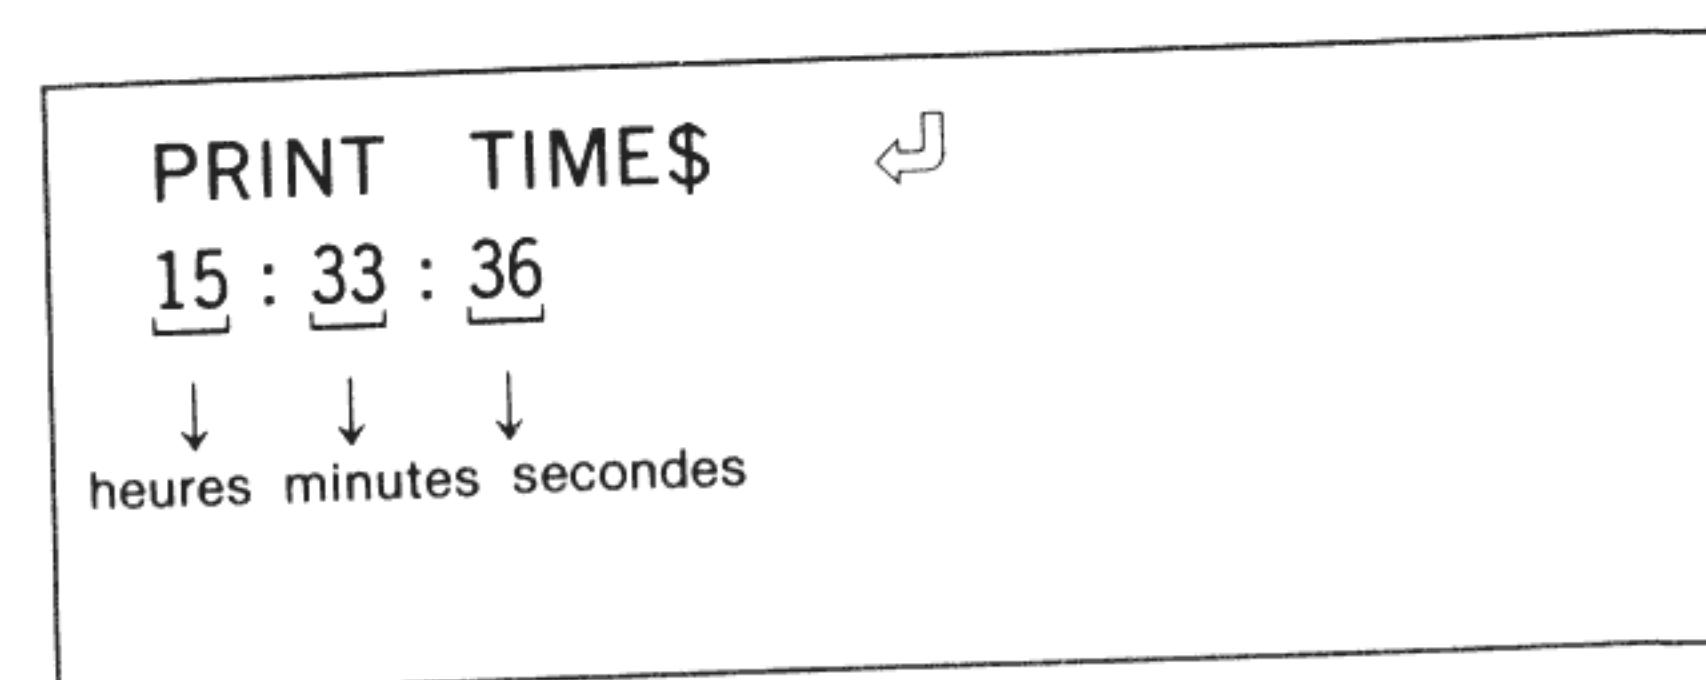 PRINT TIME$
15 : 33 : 36
heures minutes secondes